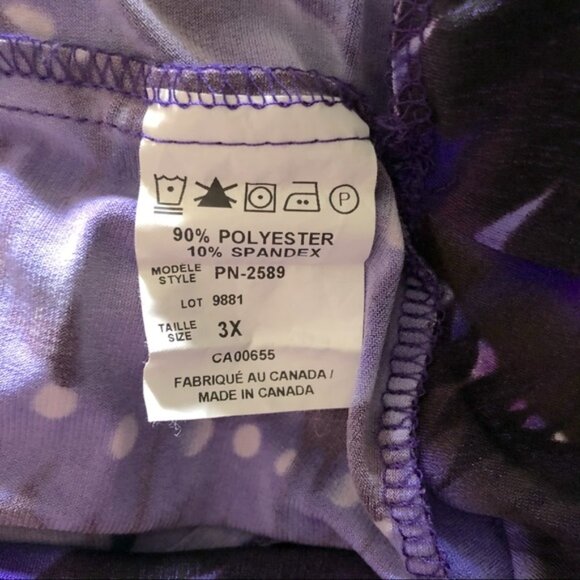 P
90% POLYESTER
10% SPANDEX
MODÈLE
STYLE PN-2589
LOT 9881
TAILLE
SIZE 3X
CA00655
FABRIQUÉ AU CANADA /
MADE IN CANADA